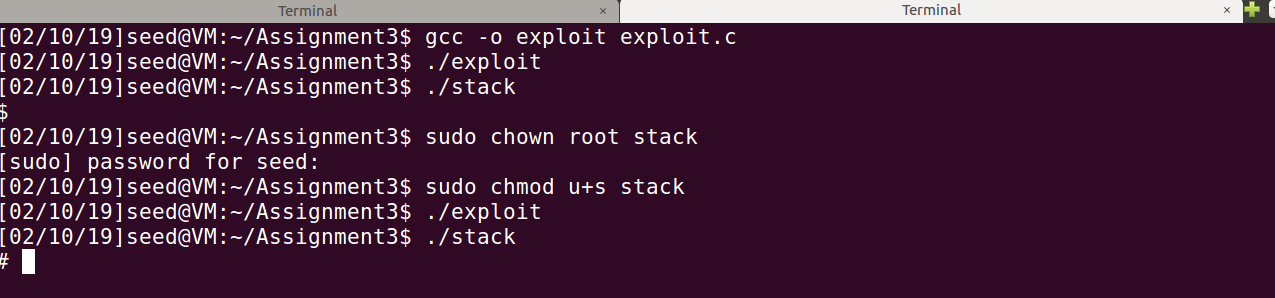 Terminal × Terminal ×
[02/10/19]seed@VM:~/Assignment3$ gcc -o exploit exploit.c
[02/10/19]seed@VM:~/Assignment3$ ./exploit
[02/10/19]seed@VM:~/Assignment3$ ./stack
$
[02/10/19]seed@VM:~/Assignment3$ sudo chown root stack
[sudo] password for seed:
[02/10/19]seed@VM:~/Assignment3$ sudo chmod u+s stack
[02/10/19]seed@VM:~/Assignment3$ ./exploit
[02/10/19]seed@VM:~/Assignment3$ ./stack
#